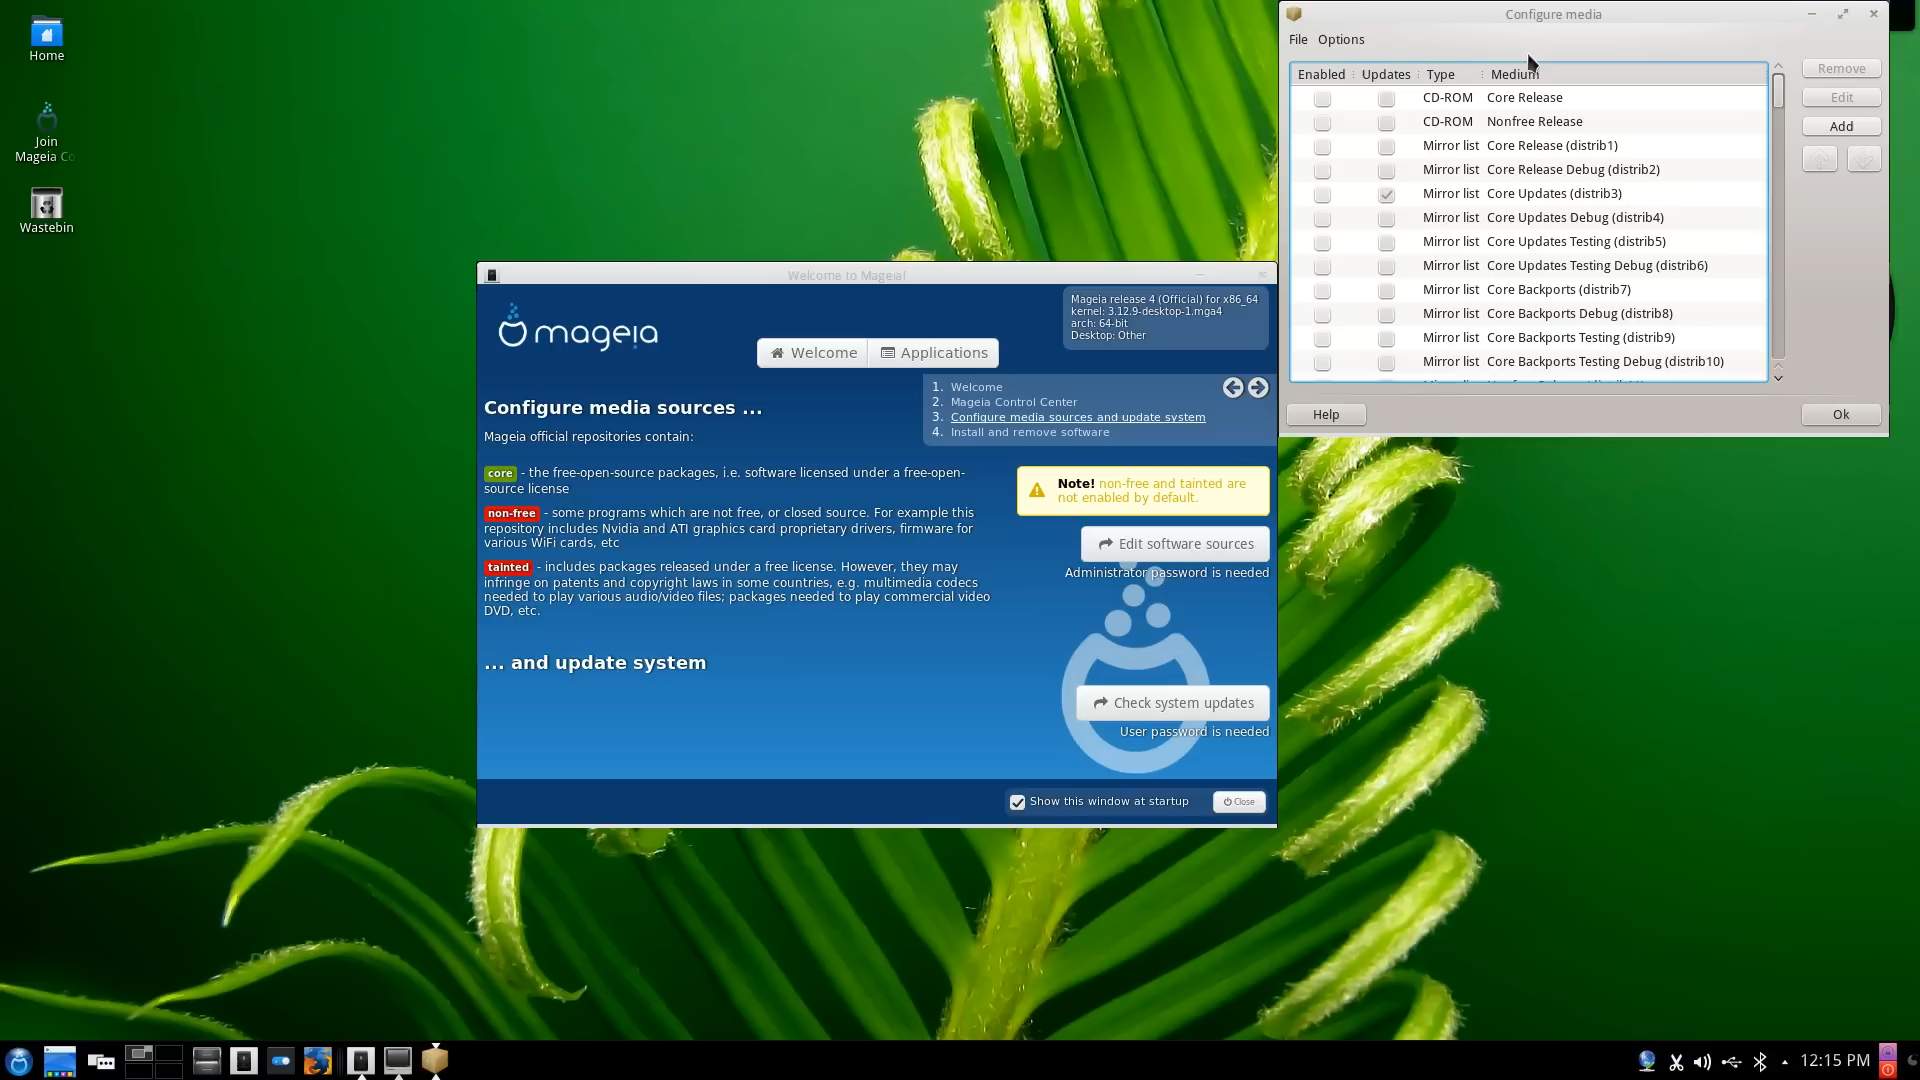 Home
Join
Mageia Co
Wastebin
Configure media
File Options
Enabled Updates Type Medium
CD-ROM Core Release
CD-ROM Nonfree Release
Mirror list Core Release (distrib1)
Mirror list Core Release Debug (distrib2)
Mirror list Core Updates (distrib3)
Mirror list Core Updates Debug (distrib4)
Mirror list Core Updates Testing (distrib5)
Mirror list Core Updates Testing Debug (distrib6)
Mirror list Core Backports (distrib7)
Mirror list Core Backports Debug (distrib8)
Mirror list Core Backports Testing (distrib9)
Mirror list Core Backports Testing Debug (distrib10)
Remove
Edit
Add
Help
Ok
Welcome to Mageia!
mageia
Mageia release 4 (Official) for x86_64
kernel: 3.12.9-desktop-1.mga4
arch: 64-bit
Desktop: Other
Welcome
Applications
1. Welcome
2. Mageia Control Center
3. Configure media sources and update system
4. Install and remove software
Configure media sources ...
Mageia official repositories contain:
core - the free-open-source packages, i.e. software licensed under a free-open-
source license
non-free - some programs which are not free, or closed source. For example this
repository includes Nvidia and ATI graphics card proprietary drivers, firmware for
various WiFi cards, etc
tainted - includes packages released under a free license. However, they may
infringe on patents and copyright laws in some countries, e.g. multimedia codecs
needed to play various audio/video files; packages needed to play commercial video
DVD, etc.
Note! non-free and tainted are
not enabled by default.
Edit software sources
Administrator password is needed
... and update system
Check system updates
User password is needed
Show this window at startup
Close
12:15 PM